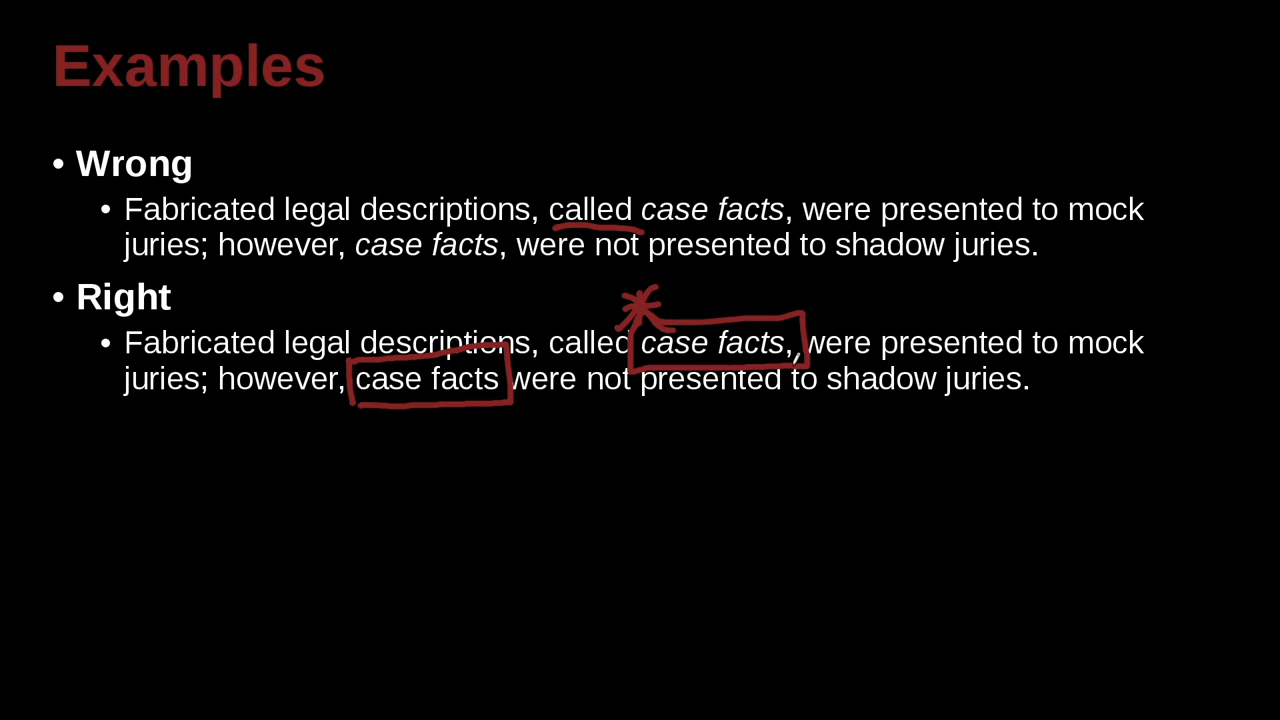 Examples
• Wrong
• Fabricated legal descriptions, called case facts, were presented to mock
juries; however, case facts, were not presented to shadow juries.
• Right
• Fabricated legal descriptions, called case facts, were presented to mock
juries; however, case facts were not presented to shadow juries.